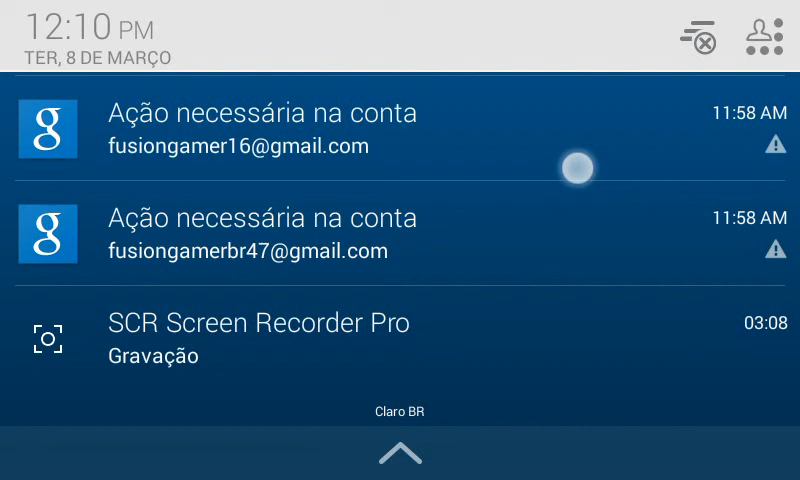 12:10 PM
TER, 8 DE MARÇO
g
Ação necessária na conta
11:58 AM
fusiongamer16@gmail.com
g
Ação necessária na conta
11:58 AM
fusiongamerbr47@gmail.com
SCR Screen Recorder Pro
03:08
Gravação
Claro BR